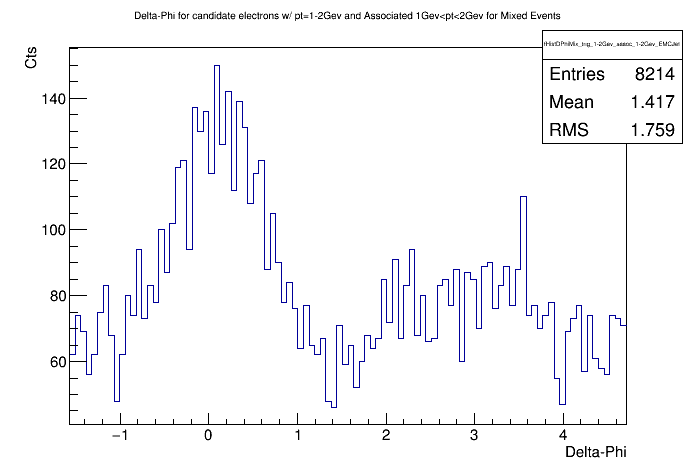 Delta-Phi for candidate electrons w/ pt=1-2Gev and Associated 1Gev<pt<2Gev for Mixed Events
Cts
fHistDPhiMix_trig_1-2Gev_assoc_1-2Gev_EMCJet
Entries 8214
Mean 1.417
RMS 1.759
140
120
100
80
60
−1 0 1 2 3 4
Delta-Phi